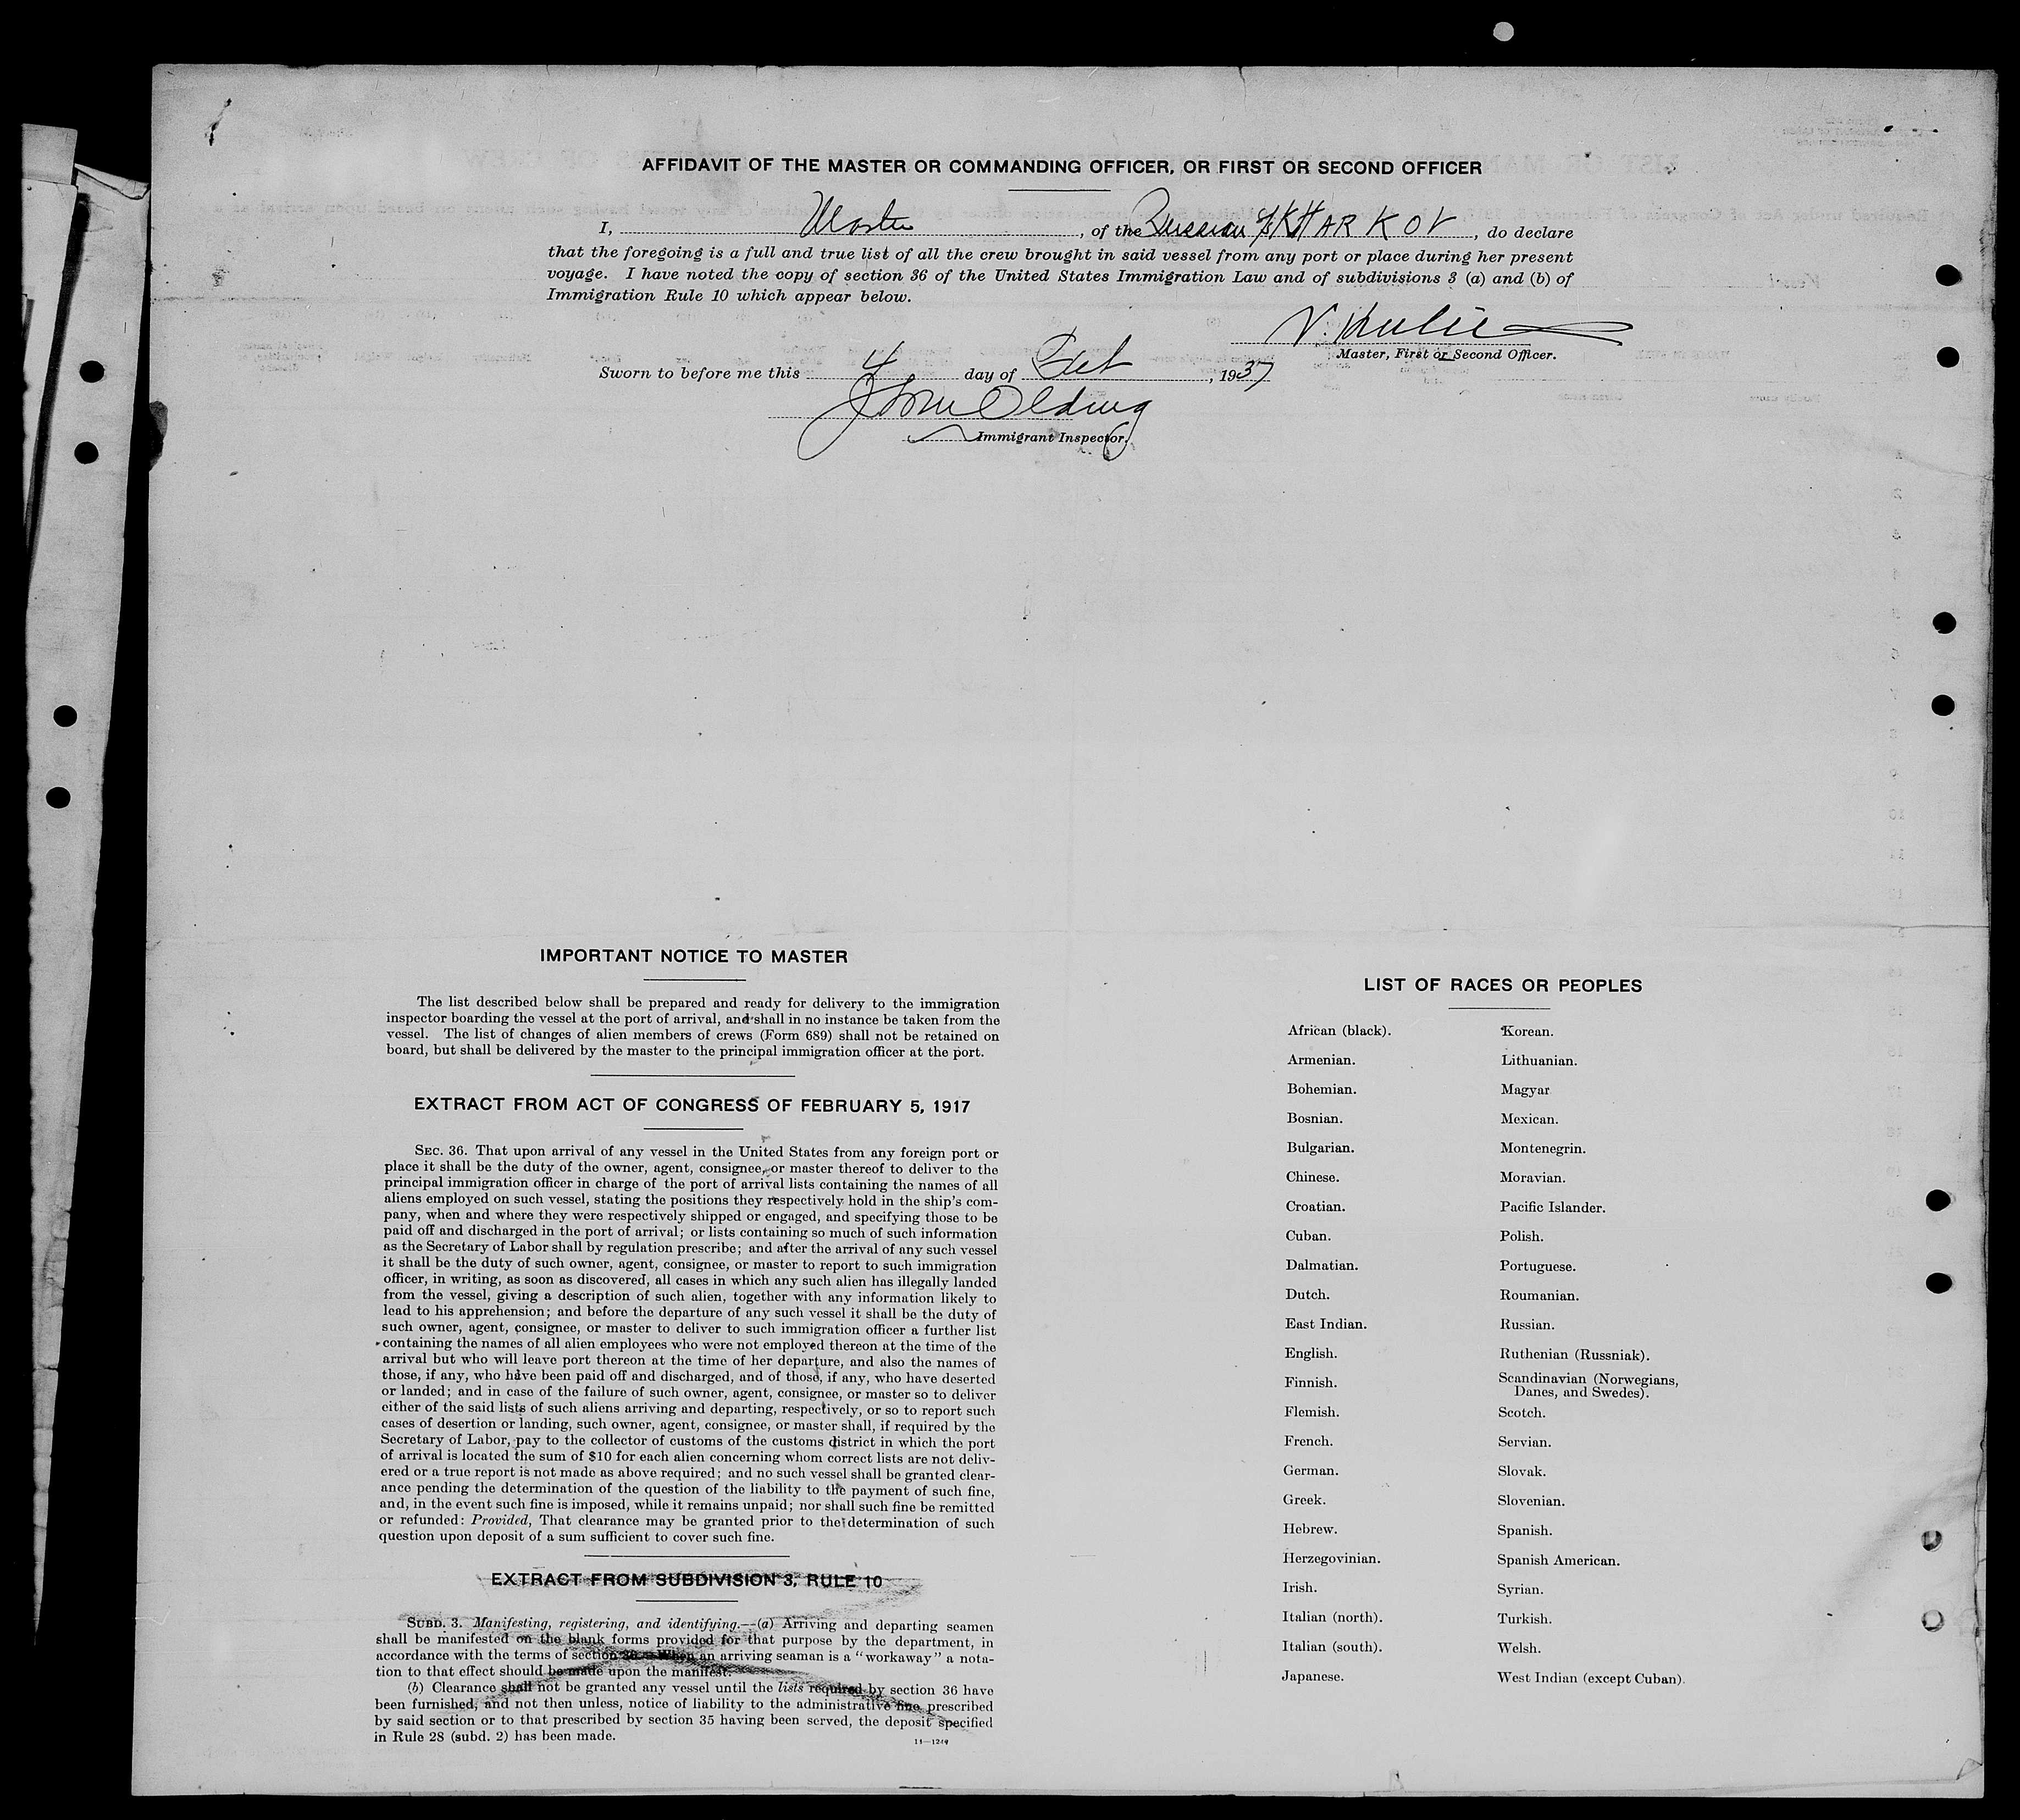 AFFIDAVIT OF THE MASTER OR COMMANDING OFFICER, OR FIRST OR SECOND OFFICER
I, Master, of the Russian S/S KHARKOV, do declare
that the foregoing is a full and true list of all the crew brought in said vessel from any port or place during her present
voyage. I have noted the copy of section 36 of the United States Immigration Law and of subdivisions 3 (a) and (b) of
Immigration Rule 10 which appear below.
Master, First or Second Officer.
Sworn to before me this 4 day of Feb, 1937
Immigrant Inspector.
IMPORTANT NOTICE TO MASTER
The list described below shall be prepared and ready for delivery to the immigration
inspector boarding the vessel at the port of arrival, and shall in no instance be taken from the
vessel. The list of changes of alien members of crews (Form 689) shall not be retained on
board, but shall be delivered by the master to the principal immigration officer at the port.
EXTRACT FROM ACT OF CONGRESS OF FEBRUARY 5, 1917
SEC. 36. That upon arrival of any vessel in the United States from any foreign port or
place it shall be the duty of the owner, agent, consignee, or master thereof to deliver to the
principal immigration officer in charge of the port of arrival lists containing the names of all
aliens employed on such vessel, stating the positions they respectively hold in the ship's com-
pany, when and where they were respectively shipped or engaged, and specifying those to be
paid off and discharged in the port of arrival; or lists containing so much of such information
as the Secretary of Labor shall by regulation prescribe; and after the arrival of any such vessel
it shall be the duty of such owner, agent, consignee, or master to report to such immigration
officer, in writing, as soon as discovered, all cases in which any such alien has illegally landed
from the vessel, giving a description of such alien, together with any information likely to
lead to his apprehension; and before the departure of any such vessel it shall be the duty of
such owner, agent, consignee, or master to deliver to such immigration officer a further list
containing the names of all alien employees who were not employed thereon at the time of the
arrival but who will leave port thereon at the time of her departure, and also the names of
those, if any, who have been paid off and discharged, and of those, if any, who have deserted
or landed; and in case of the failure of such owner, agent, consignee, or master so to deliver
either of the said lists of such aliens arriving and departing, respectively, or so to report such
cases of desertion or landing, such owner, agent, consignee, or master shall, if required by the
Secretary of Labor, pay to the collector of customs of the customs district in which the port
of arrival is located the sum of $10 for each alien concerning whom correct lists are not deliv-
ered or a true report is not made as above required; and no such vessel shall be granted clear-
ance pending the determination of the question of the liability to the payment of such fine,
and, in the event such fine is imposed, while it remains unpaid; nor shall such fine be remitted
or refunded: Provided, That clearance may be granted prior to the determination of such
question upon deposit of a sum sufficient to cover such fine.
EXTRACT FROM SUBDIVISION 3, RULE 10
SUBD. 3. Manifesting, registering, and identifying.—(a) Arriving and departing seamen
shall be manifested on the blank forms provided for that purpose by the department, in
accordance with the terms of section 36. When an arriving seaman is a "workaway" a nota-
tion to that effect should be made upon the manifest.
(b) Clearance shall not be granted any vessel until the lists required by section 36 have
been furnished, and not then unless, notice of liability to the administrative fine prescribed
by said section or to that prescribed by section 35 having been served, the deposit specified
in Rule 28 (subd. 2) has been made.
LIST OF RACES OR PEOPLES
African (black).
Armenian.
Bohemian.
Bosnian.
Bulgarian.
Chinese.
Croatian.
Cuban.
Dalmatian.
Dutch.
East Indian.
English.
Finnish.
Flemish.
French.
German.
Greek.
Hebrew.
Herzegovinian.
Irish.
Italian (north).
Italian (south).
Japanese.
Korean.
Lithuanian.
Magyar
Mexican.
Montenegrin.
Moravian.
Pacific Islander.
Polish.
Portuguese.
Roumanian.
Russian.
Ruthenian (Russniak).
Scandinavian (Norwegians,
Danes, and Swedes).
Scotch.
Servian.
Slovak.
Slovenian.
Spanish.
Spanish American.
Syrian.
Turkish.
Welsh.
West Indian (except Cuban).